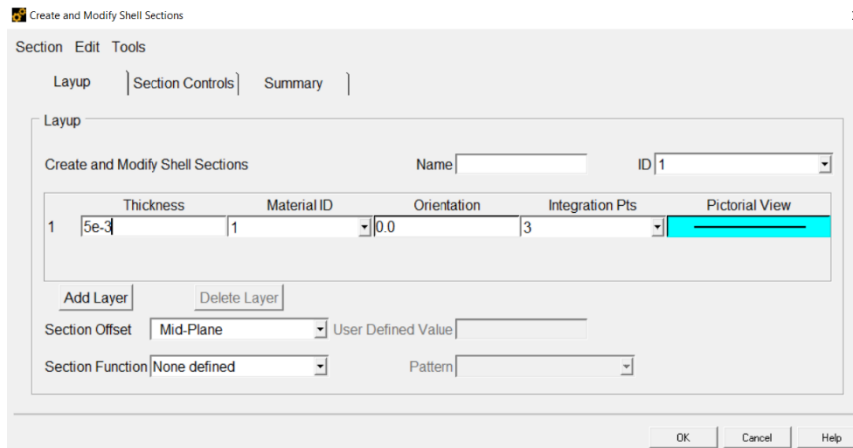 Create and Modify Shell Sections
Section Edit Tools
Layup Section Controls Summary
Layup
Create and Modify Shell Sections Name ID 1
Thickness Material ID Orientation Integration Pts Pictorial View
1 5e-3 1 0.0 3
Add Layer Delete Layer
Section Offset Mid-Plane User Defined Value
Section Function None defined Pattern
OK Cancel Help